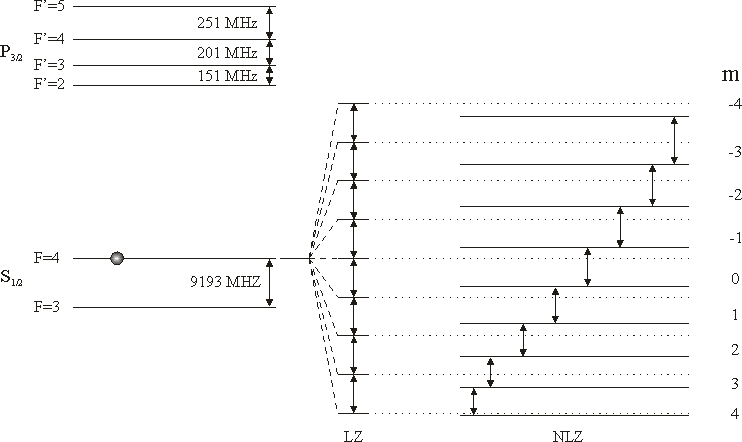 F'=5
251 MHz
F'=4
P3/2
201 MHz
F'=3
151 MHz
F'=2
m
-4
-3
-2
-1
0
1
2
3
4
F=4
S1/2
9193 MHZ
F=3
LZ
NLZ